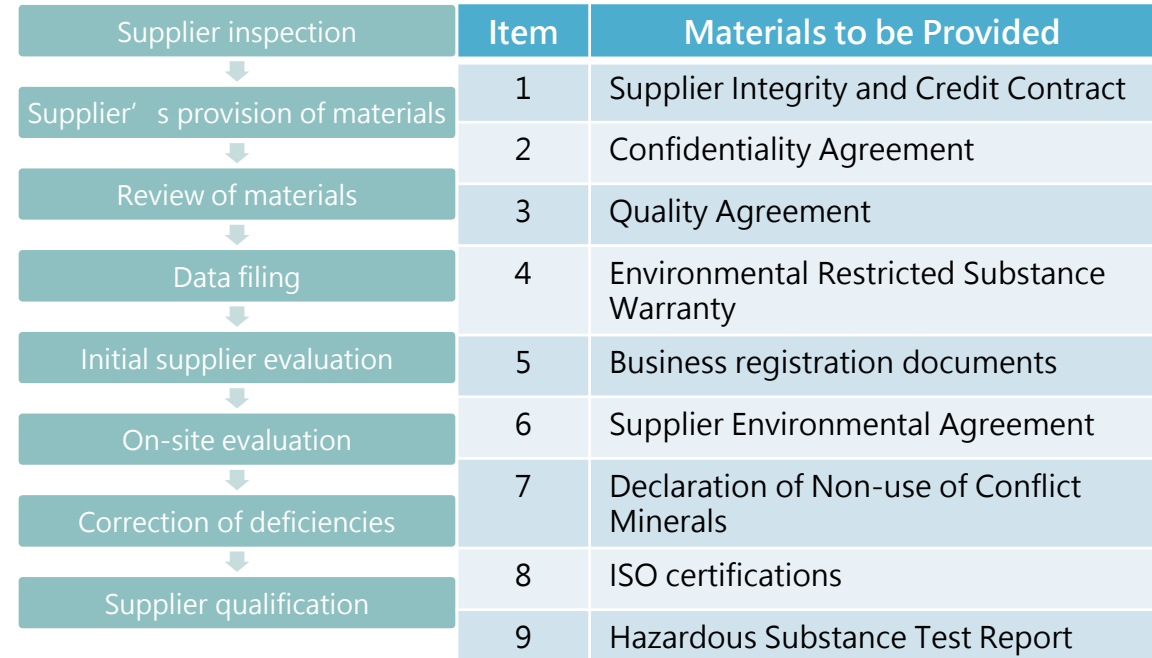 Supplier inspection
Supplier’s provision of materials
Review of materials
Data filing
Initial supplier evaluation
On-site evaluation
Correction of deficiencies
Supplier qualification
Item Materials to be Provided
1 Supplier Integrity and Credit Contract
2 Confidentiality Agreement
3 Quality Agreement
4 Environmental Restricted Substance
Warranty
5 Business registration documents
6 Supplier Environmental Agreement
7 Declaration of Non-use of Conflict
Minerals
8 ISO certifications
9 Hazardous Substance Test Report